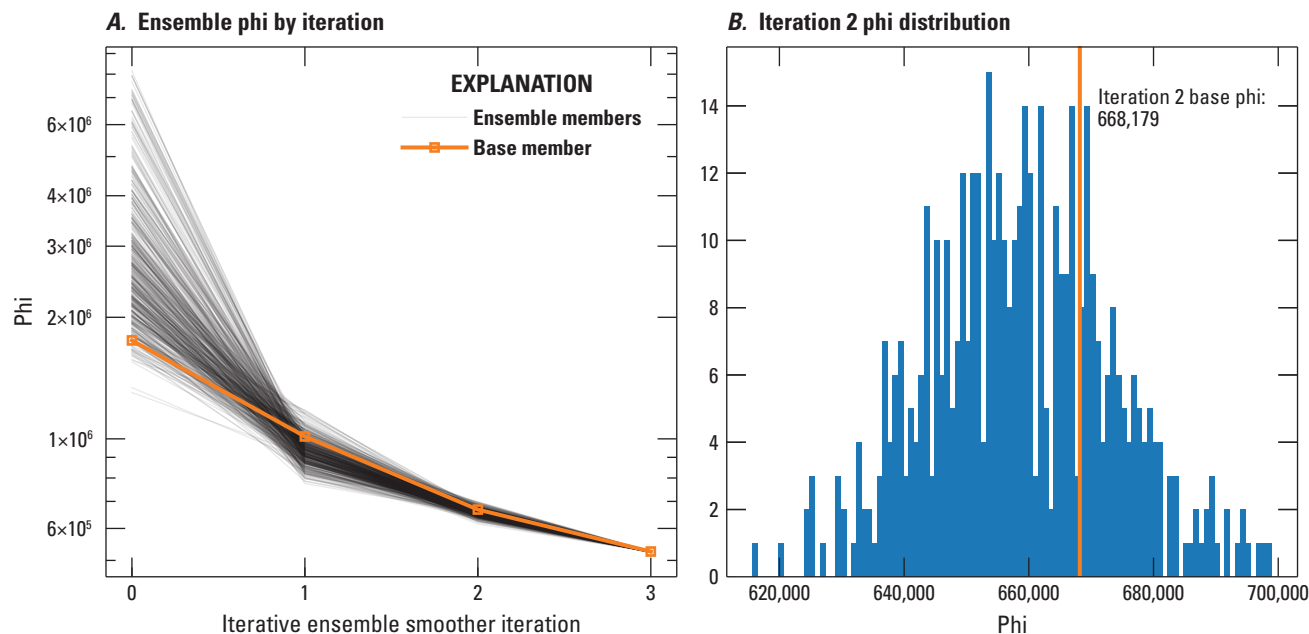 A. Ensemble phi by iteration
EXPLANATION
Ensemble members
Base member
6×10⁶
4×10⁶
3×10⁶
2×10⁶
1×10⁶
6×10⁵
Phi
0 1 2 3
Iterative ensemble smoother iteration
B. Iteration 2 phi distribution
Iteration 2 base phi:
668,179
14
12
10
8
6
4
2
0
620,000 640,000 660,000 680,000 700,000
Phi